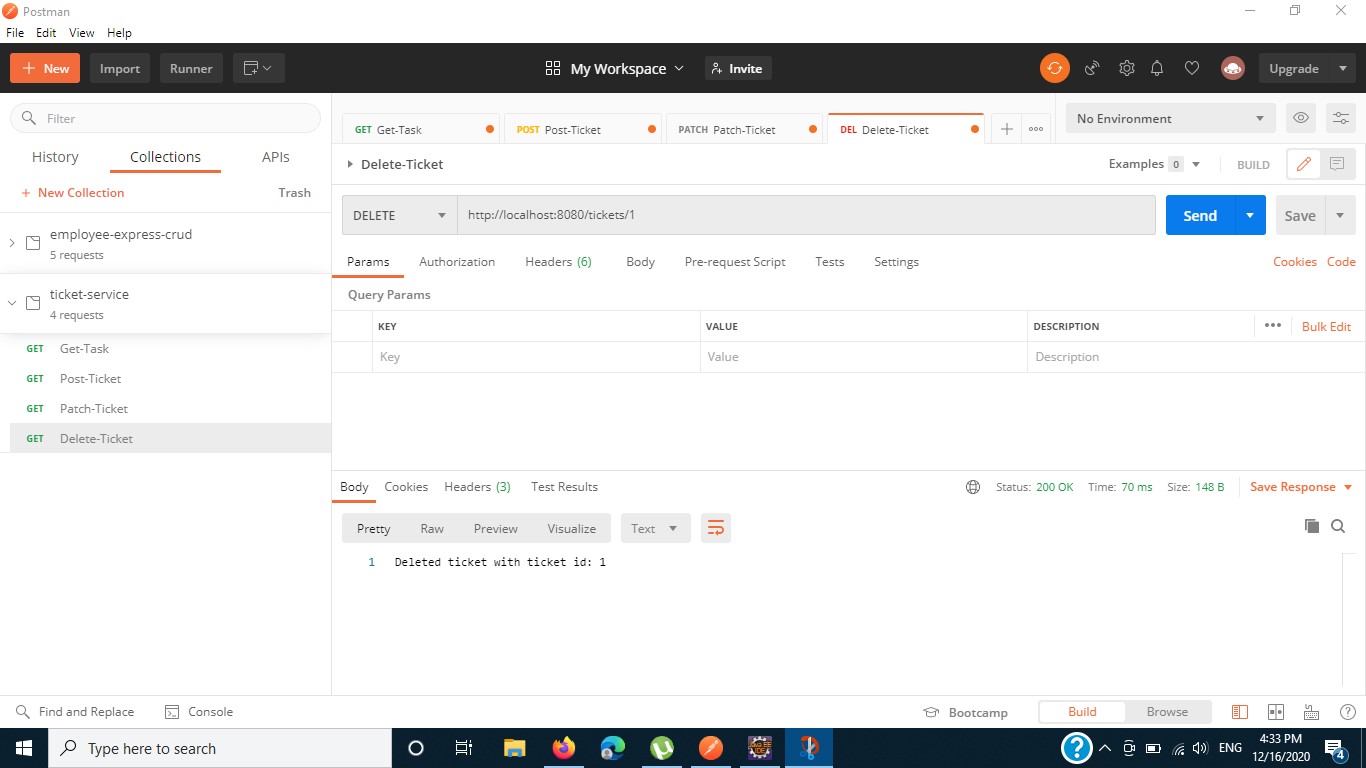 Postman
File Edit View Help
New Import Runner My Workspace Invite Upgrade
Filter
History Collections APIs
New Collection Trash
employee-express-crud
5 requests
ticket-service
4 requests
GET Get-Task
GET Post-Ticket
GET Patch-Ticket
GET Delete-Ticket
GET Get-Task POST Post-Ticket PATCH Patch-Ticket DEL Delete-Ticket No Environment
Delete-Ticket Examples 0 BUILD
DELETE http://localhost:8080/tickets/1 Send Save
Params Authorization Headers (6) Body Pre-request Script Tests Settings Cookies Code
Query Params
KEY VALUE DESCRIPTION Bulk Edit
Key Value Description
Body Cookies Headers (3) Test Results Status: 200 OK Time: 70 ms Size: 148 B Save Response
Pretty Raw Preview Visualize Text
1 Deleted ticket with ticket id: 1
Find and Replace Console Bootcamp Build Browse
Type here to search ENG 4:33 PM
12/16/2020 4